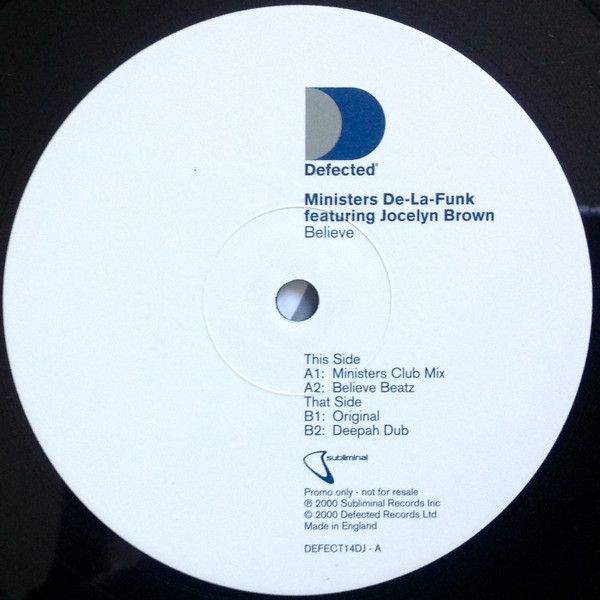 Defected®
Ministers De-La-Funk
featuring Jocelyn Brown
Believe
This Side
A1: Ministers Club Mix
A2: Believe Beatz
That Side
B1: Original
B2: Deepah Dub
subliminal
Promo only - not for resale
℗ 2000 Subliminal Records Inc
© 2000 Defected Records Ltd
Made in England
DEFECT14DJ - A